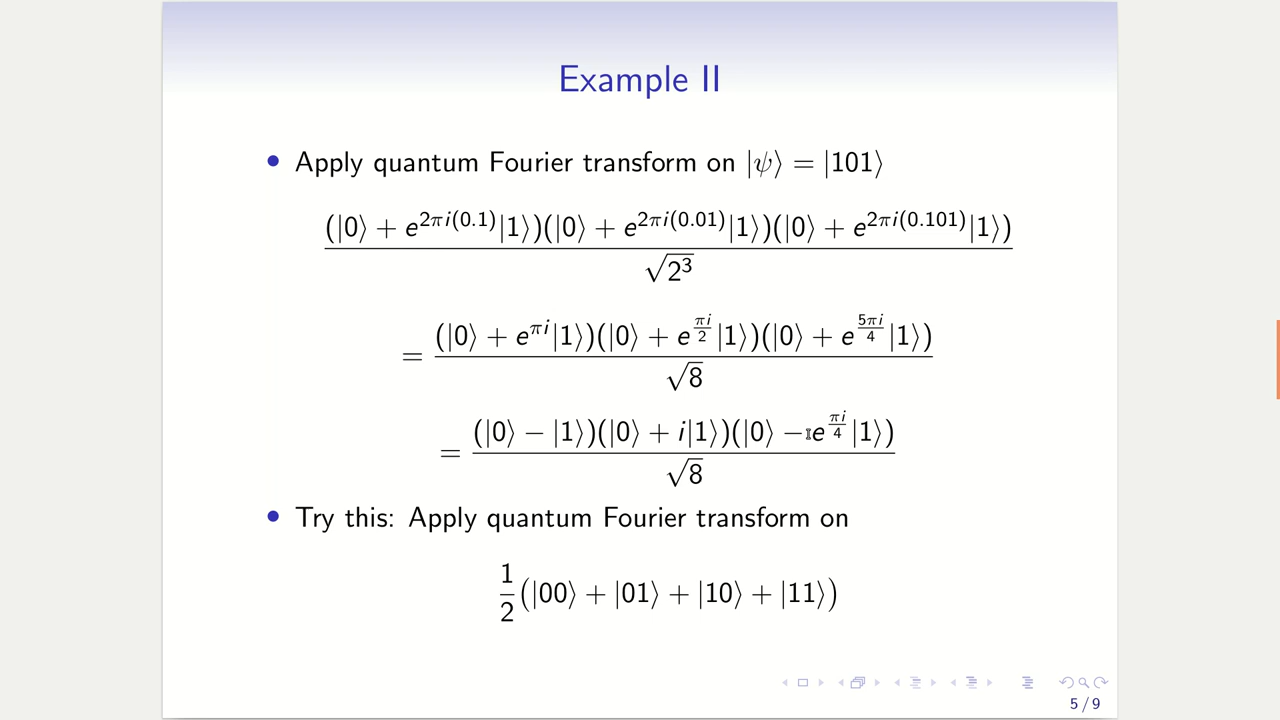 Example II
• Apply quantum Fourier transform on |ψ⟩ = |101⟩
(|0⟩ + e^{2πi(0.1)}|1⟩)(|0⟩ + e^{2πi(0.01)}|1⟩)(|0⟩ + e^{2πi(0.101)}|1⟩)
√2³
= (|0⟩ + e^{πi}|1⟩)(|0⟩ + e^{πi/2}|1⟩)(|0⟩ + e^{5πi/4}|1⟩)
√8
= (|0⟩ − |1⟩)(|0⟩ + i|1⟩)(|0⟩ − e^{πi/4}|1⟩)
√8
• Try this: Apply quantum Fourier transform on
1/2(|00⟩ + |01⟩ + |10⟩ + |11⟩)
5 / 9